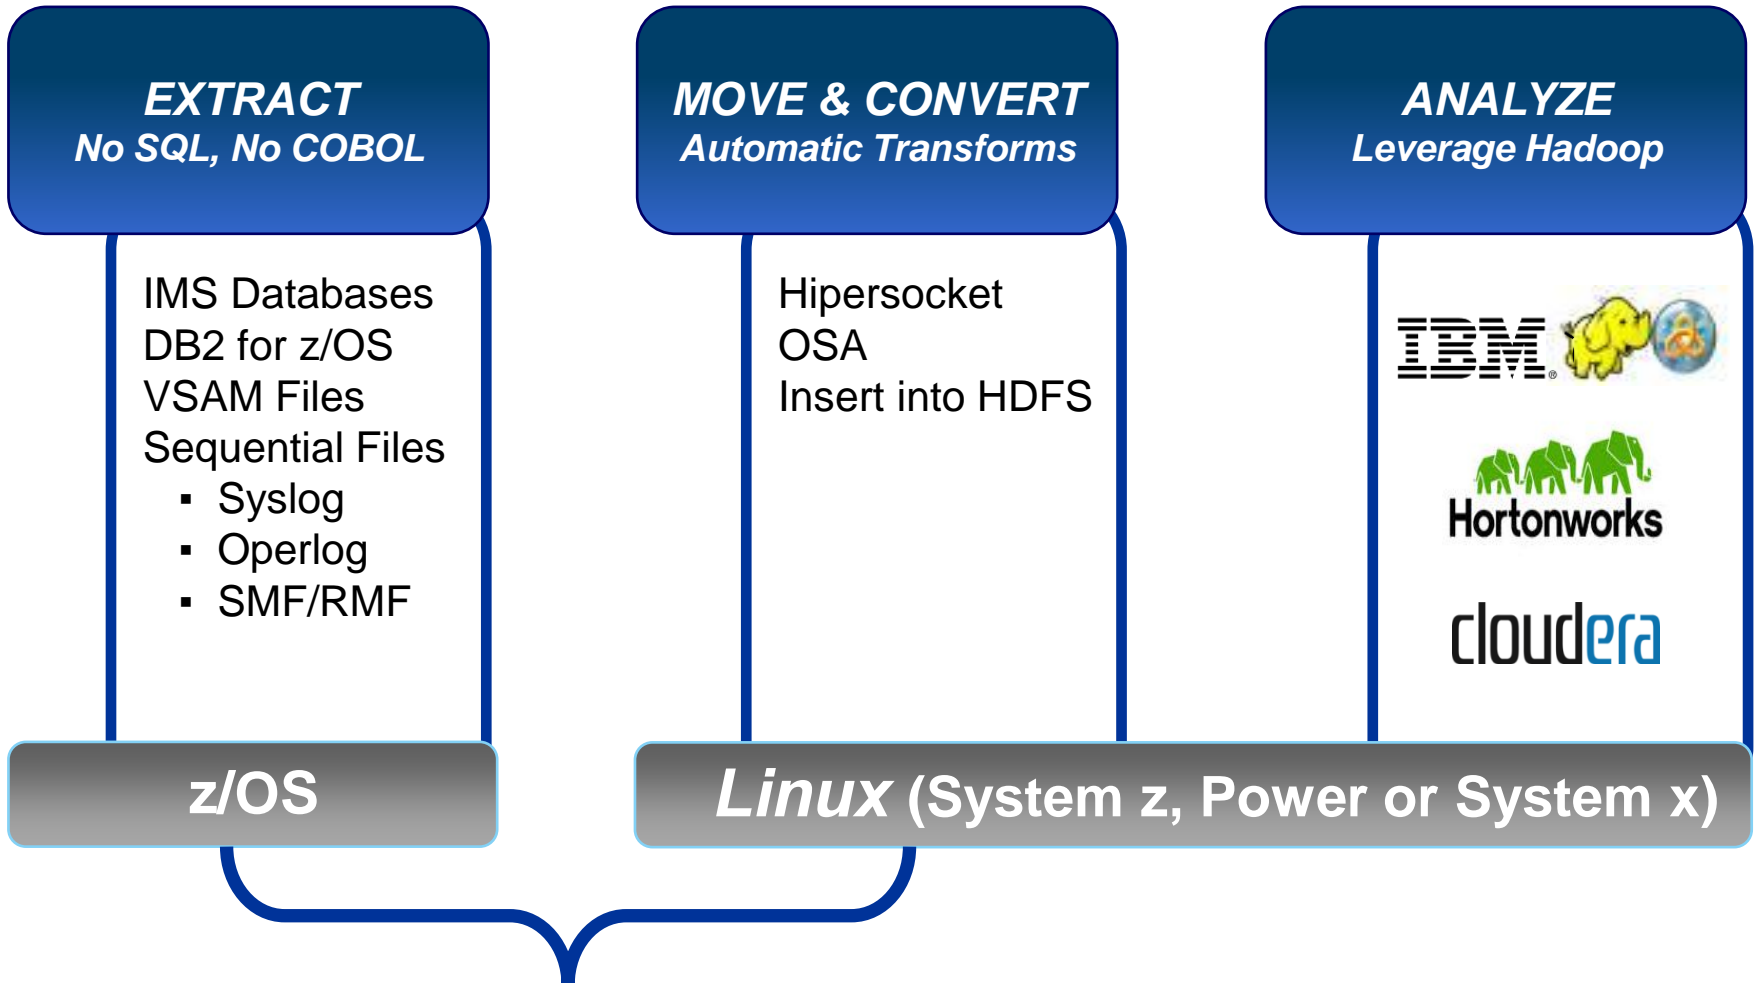 EXTRACT
No SQL, No COBOL
IMS Databases
DB2 for z/OS
VSAM Files
Sequential Files
▪ Syslog
▪ Operlog
▪ SMF/RMF
z/OS
MOVE & CONVERT
Automatic Transforms
Hipersocket
OSA
Insert into HDFS
ANALYZE
Leverage Hadoop
IBM®
Hortonworks
cloudera
Linux (System z, Power or System x)